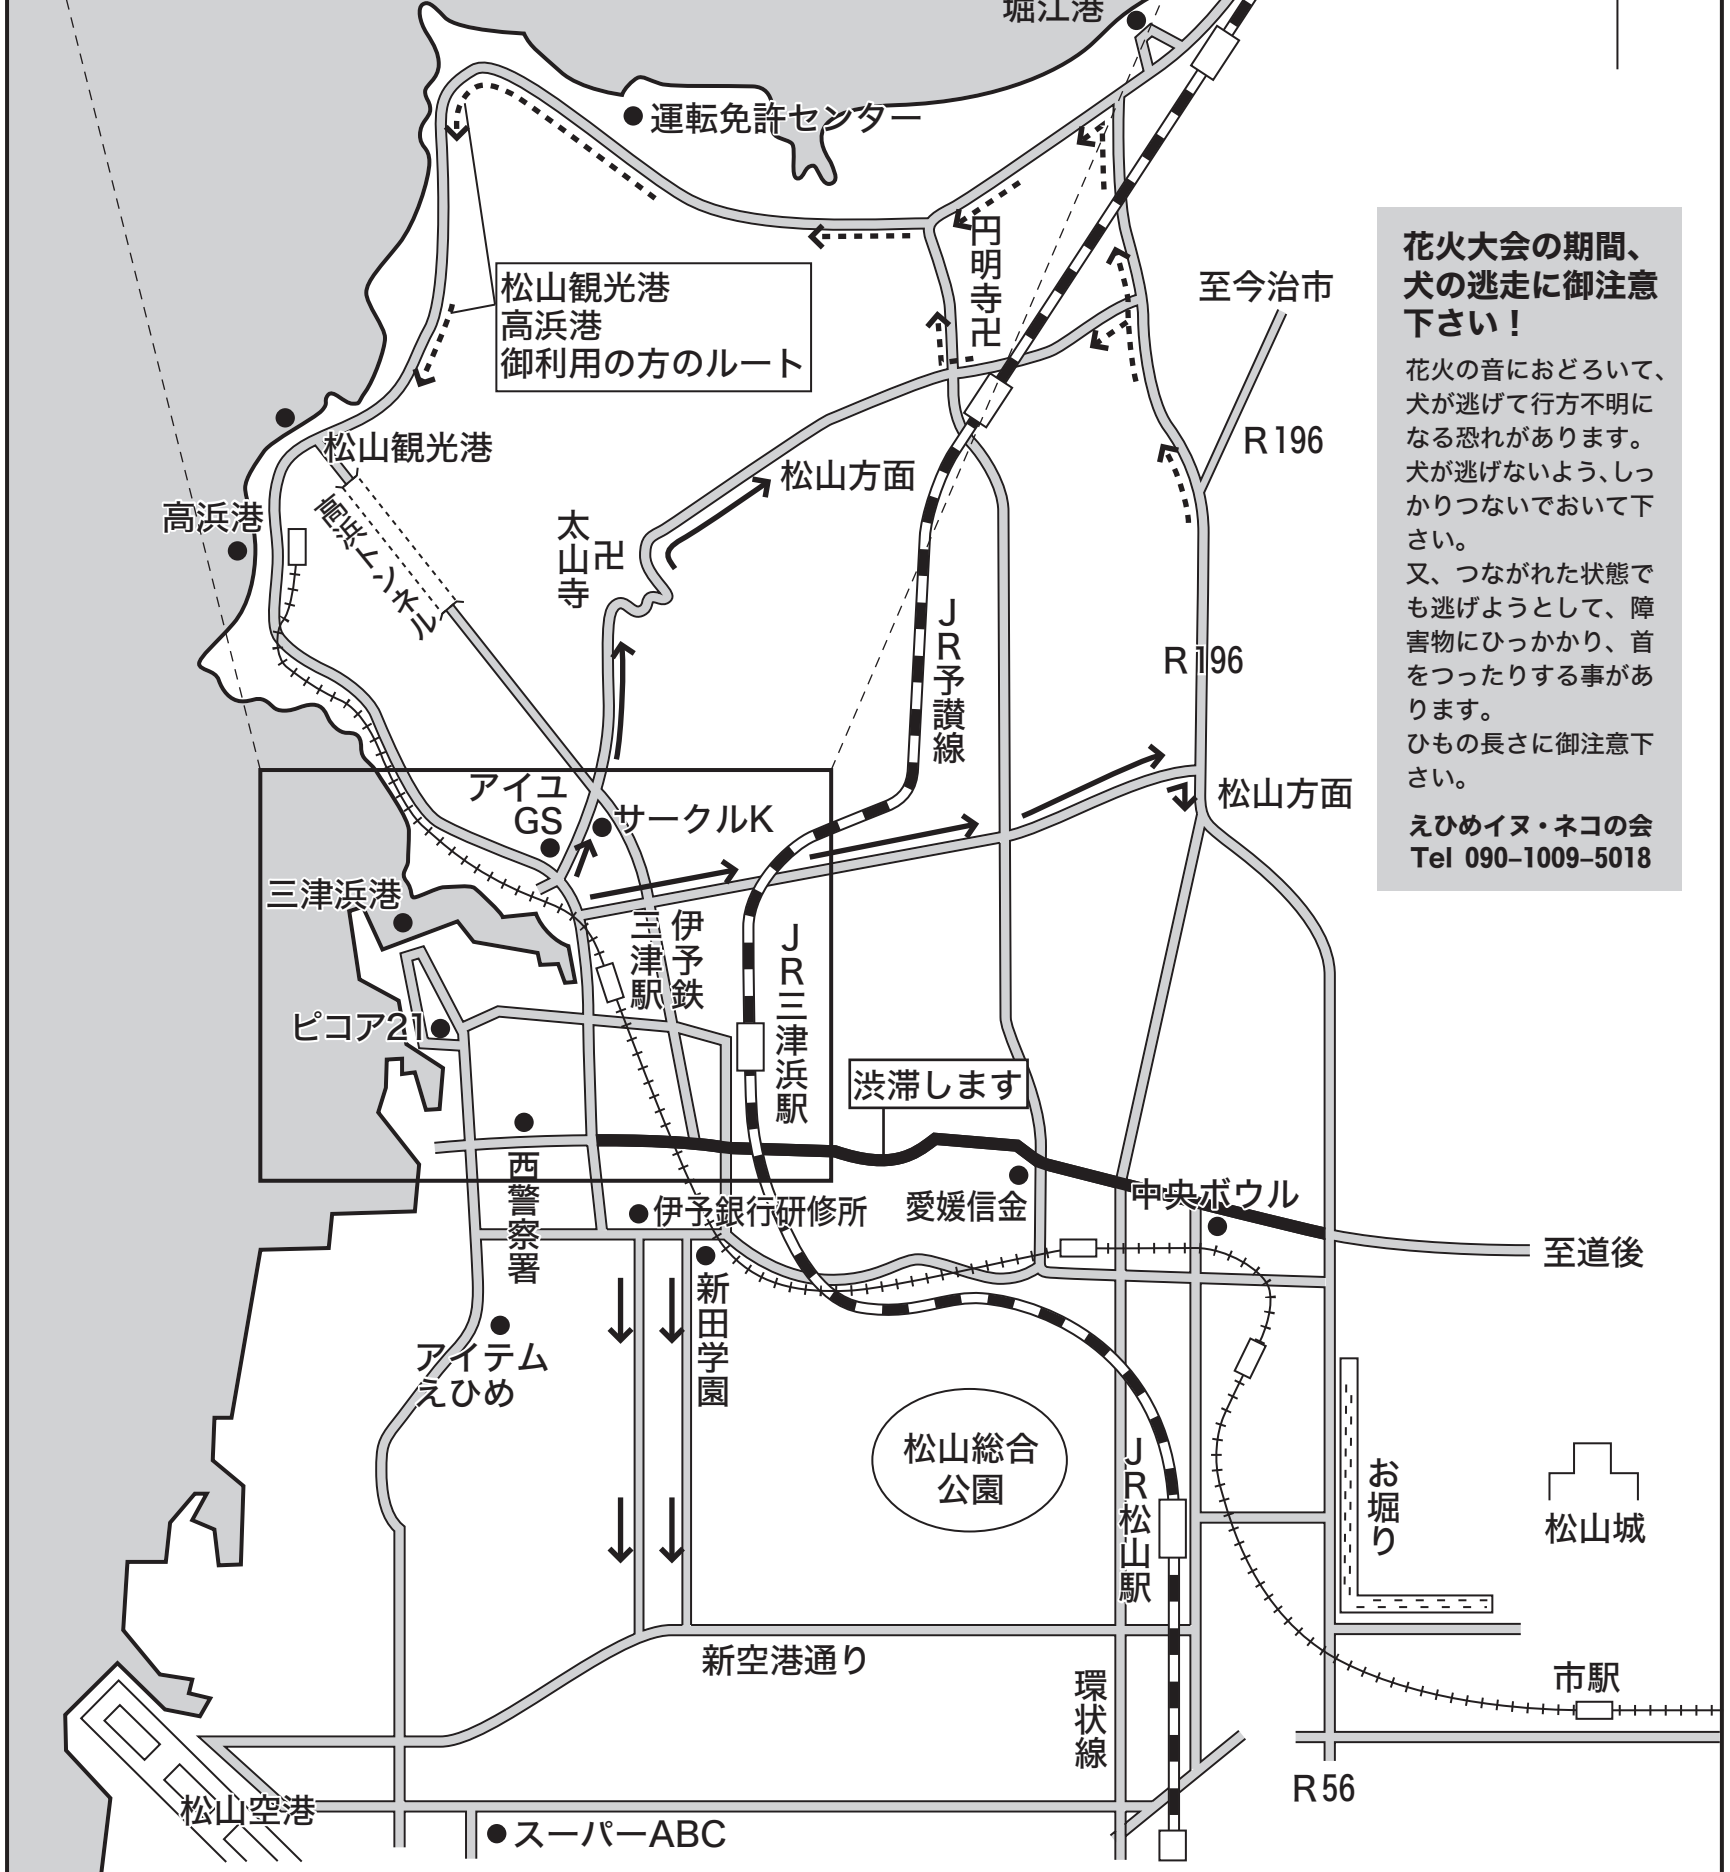 堀江港
運転免許センター
円明寺卍
松山観光港
高浜港
御利用の方のルート
至今治市
R196
松山観光港
高浜港
高浜トンネル
松山方面
太山寺
卍
JR予讃線
R196
松山方面
アイユ
GS
サークルK
三津浜港
伊予鉄
三津駅
JR三津浜駅
ピコア21
渋滞します
西警察署
伊予銀行研修所
愛媛信金
中央ボウル
至道後
新田学園
アイテム
えひめ
松山総合
公園
JR松山駅
お堀り
松山城
新空港通り
環状線
市駅
R56
松山空港
スーパーABC
花火大会の期間、
犬の逃走に御注意
下さい！
花火の音におどろいて、
犬が逃げて行方不明に
なる恐れがあります。
犬が逃げないよう、しっ
かりつないでおいて下
さい。
又、つながれた状態で
も逃げようとして、障
害物にひっかかり、首
をつったりする事があ
ります。
ひもの長さに御注意下
さい。
えひめイヌ・ネコの会
Tel 090–1009–5018